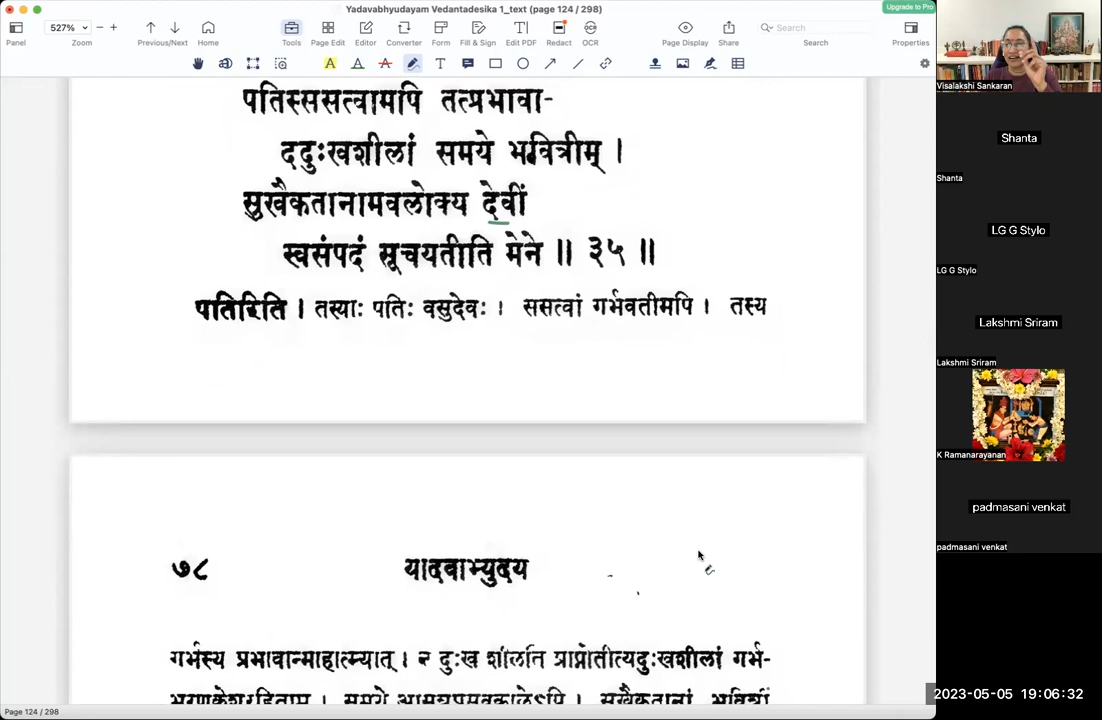 Yadavabhyudayam Vedantadesika 1_text (page 124 / 298)
Upgrade to Pro
527%
Panel Zoom Previous/Next Home Tools Page Edit Editor Converter Form Fill & Sign Edit PDF Redact OCR Page Display Share Search Properties
Search
पतिस्ससत्वामपि तत्प्रभावा-
ददुःखशीलां समये भवित्रीम् ।
सुखैकतानामवलोक्य देवीं
स्वसंपदं सूचयतीति मेने ॥ ३५ ॥
पतिरिति । तस्याः पतिः वसुदेवः । ससत्वां गर्भवतीमपि । तस्य
७८ यादवाभ्युदय
गर्भस्य प्रभावान्माहात्म्यात् । न दुःख शीलति प्राप्नोतीत्यदुःखशीलां गर्भ-
समये सुखैकतानां
Page 124 / 298
Visalakshi Sankaran
Shanta
Shanta
LG G Stylo
LG G Stylo
Lakshmi Sriram
Lakshmi Sriram
K Ramanarayanan
padmasani venkat
padmasani venkat
2023-05-05 19:06:32